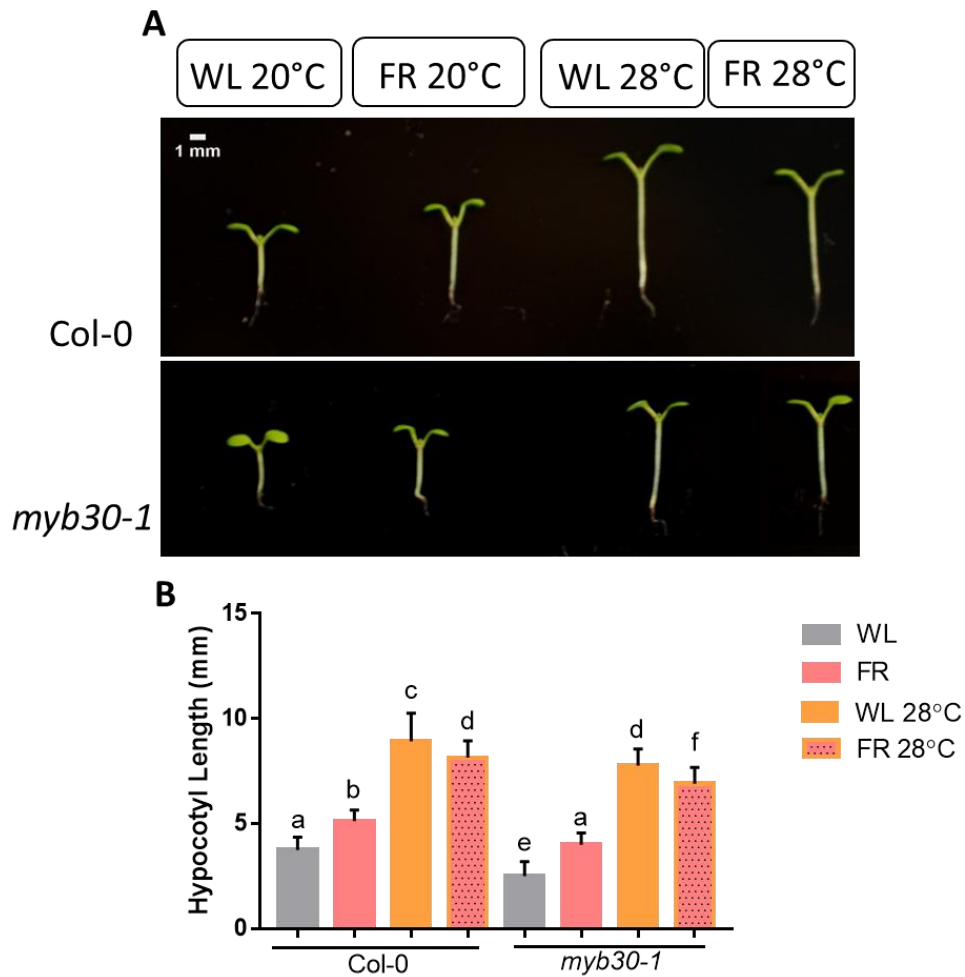 A
WL 20°C
FR 20°C
WL 28°C
FR 28°C
1 mm
Col-0
myb30-1
B
Hypocotyl Length (mm)
15
10
5
0
a
b
c
d
e
a
d
f
Col-0
myb30-1
WL
FR
WL 28°C
FR 28°C